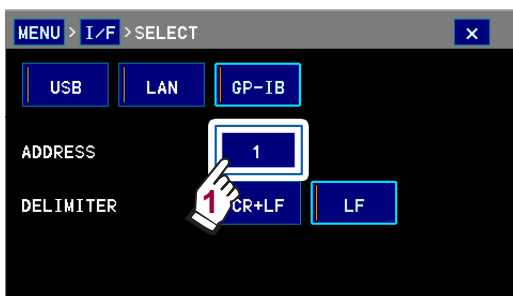 MENU > I/F >SELECT ×
USB LAN GP-IB
ADDRESS 1
1
DELIMITER CR+LF LF